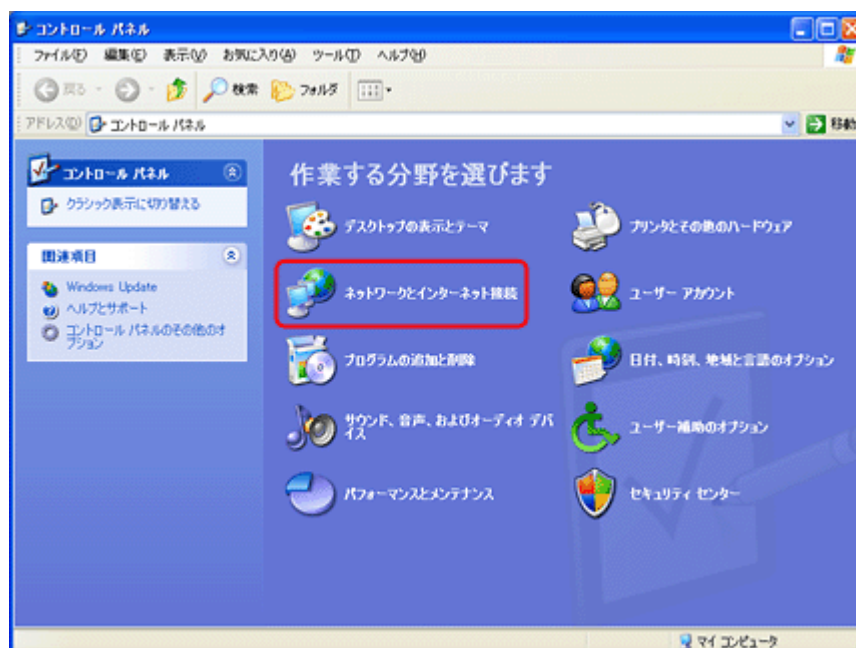 コントロール パネル
ファイル(F) 編集(E) 表示(V) お気に入り(A) ツール(T) ヘルプ(H)
戻る 検索 フォルダ
アドレス(D) コントロール パネル 移動
コントロール パネル
クラシック表示に切り替える
関連項目
Windows Update
ヘルプとサポート
コントロール パネルのその他のオ
プション
作業する分野を選びます
デスクトップの表示とテーマ
プリンタとその他のハードウェア
ネットワークとインターネット接続
ユーザー アカウント
プログラムの追加と削除
日付、時刻、地域と言語のオプション
サウンド、音声、およびオーディオ デバ
イス
ユーザー補助のオプション
パフォーマンスとメンテナンス
セキュリティ センター
マイ コンピュータ